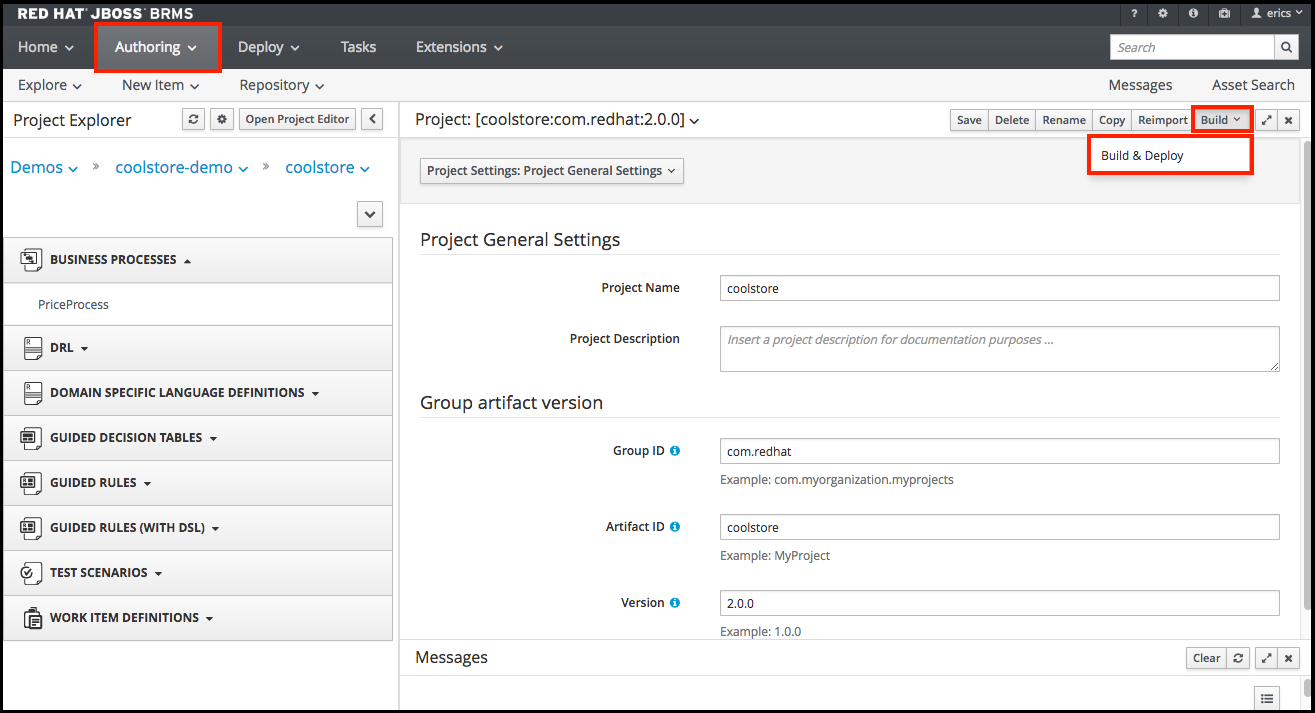 RED HAT® JBOSS® BRMS
? erics
Home Authoring Deploy Tasks Extensions
Search
Explore New Item Repository Messages Asset Search
Project Explorer Open Project Editor
Project: [coolstore:com.redhat:2.0.0]
Save Delete Rename Copy Reimport Build
Build & Deploy
Demos » coolstore-demo » coolstore
Project Settings: Project General Settings
BUSINESS PROCESSES
PriceProcess
DRL
DOMAIN SPECIFIC LANGUAGE DEFINITIONS
GUIDED DECISION TABLES
GUIDED RULES
GUIDED RULES (WITH DSL)
TEST SCENARIOS
WORK ITEM DEFINITIONS
Project General Settings
Project Name coolstore
Project Description Insert a project description for documentation purposes ...
Group artifact version
Group ID com.redhat
Example: com.myorganization.myprojects
Artifact ID coolstore
Example: MyProject
Version 2.0.0
Example: 1.0.0
Messages Clear